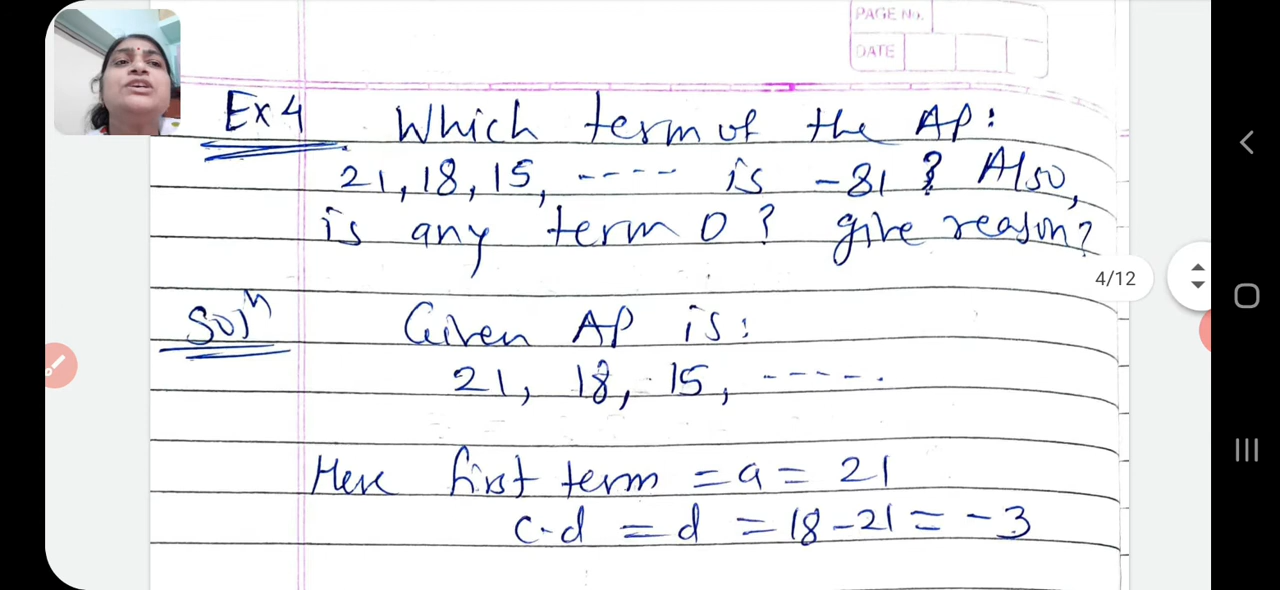 PAGE No.
DATE
Ex 4 Which term of the AP:
21, 18, 15, ---- is -81 ? Also,
is any term 0 ? give reason?
4/12
Solⁿ Given AP is:
21, 18, 15, -----.
Here first term = a = 21
c.d = d = 18 - 21 = -3